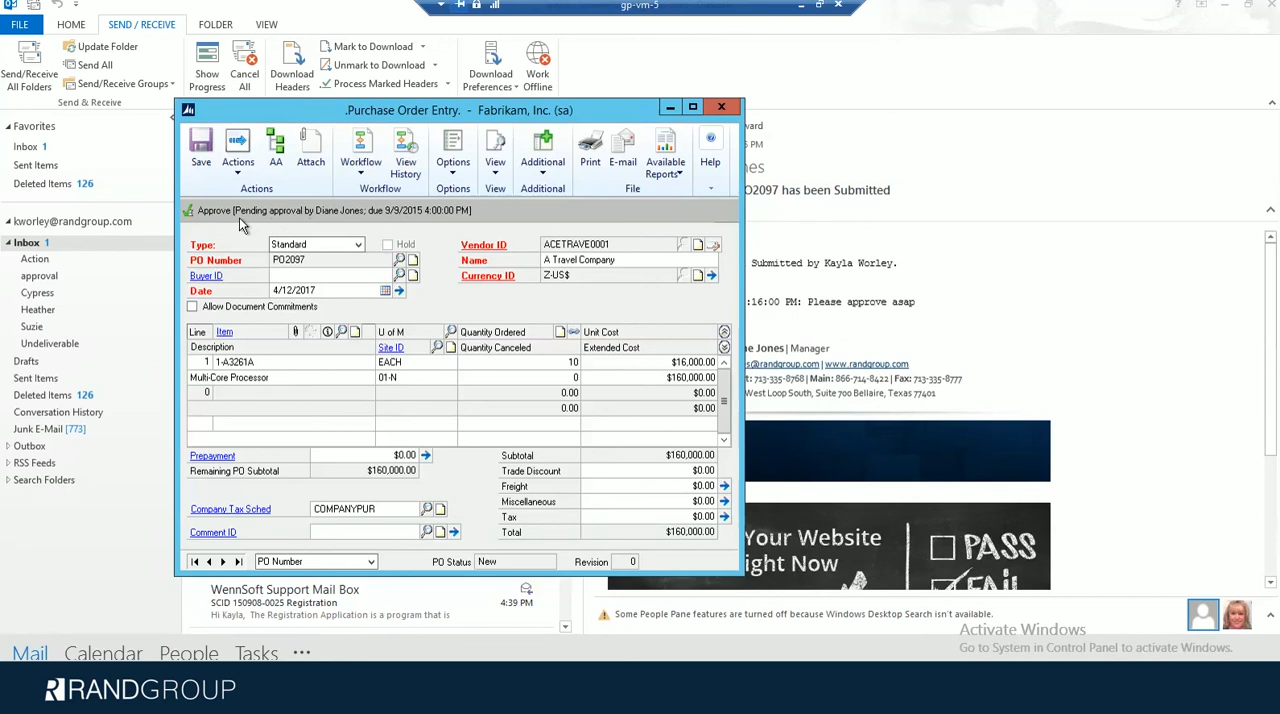 gp-vm-5
FILE HOME SEND / RECEIVE FOLDER VIEW
Send/Receive All Folders
Update Folder
Send All
Send/Receive Groups
Send & Receive
Show Progress
Cancel All
Download Headers
Mark to Download
Unmark to Download
Process Marked Headers
Download Preferences
Work Offline
Favorites
Inbox 1
Sent Items
Deleted Items 126
kworley@randgroup.com
Inbox 1
Action
approval
Cypress
Heather
Suzie
Undeliverable
Drafts
Sent Items
Deleted Items 126
Conversation History
Junk E-Mail [773]
Outbox
RSS Feeds
Search Folders
.Purchase Order Entry. - Fabrikam, Inc. (sa)
Save Actions AA Attach Workflow View History Options View Additional Print E-mail Available Reports Help
Actions Workflow Options View Additional File
Approve [Pending approval by Diane Jones; due 9/9/2015 4:00:00 PM]
Type: Standard Hold
PO Number PO2097
Buyer ID
Date 4/12/2017
Allow Document Commitments
Vendor ID ACETRAVE0001
Name A Travel Company
Currency ID Z-US$
Line Item U of M Quantity Ordered Unit Cost
Description Site ID Quantity Canceled Extended Cost
1 1-A3261A EACH 10 $16,000.00
Multi-Core Processor 01-N 0 $160,000.00
0 0.00 $0.00
0.00 $0.00
Prepayment $0.00
Remaining PO Subtotal $160,000.00
Company Tax Sched COMPANYPUR
Comment ID
Subtotal $160,000.00
Trade Discount $0.00
Freight $0.00
Miscellaneous $0.00
Tax $0.00
Total $160,000.00
PO Number PO Status New Revision 0
ward
5 PM
nes
O2097 has been Submitted
Submitted by Kayla Worley.
:16:00 PM: Please approve asap
ne Jones | Manager
s@randgroup.com | www.randgroup.com
t: 713-335-8768 | Main: 866-714-8422 | Fax: 713-335-8777
West Loop South, Suite 700 Bellaire, Texas 77401
Your Website
ight Now
PASS
FAIL
WennSoft Support Mail Box
SCID 150908-0025 Registration 4:39 PM
Hi Kayla, The Registration Application is a program that is
Some People Pane features are turned off because Windows Desktop Search isn't available.
Activate Windows
Go to System in Control Panel to activate Windows.
Mail Calendar People Tasks •••
RANDGROUP